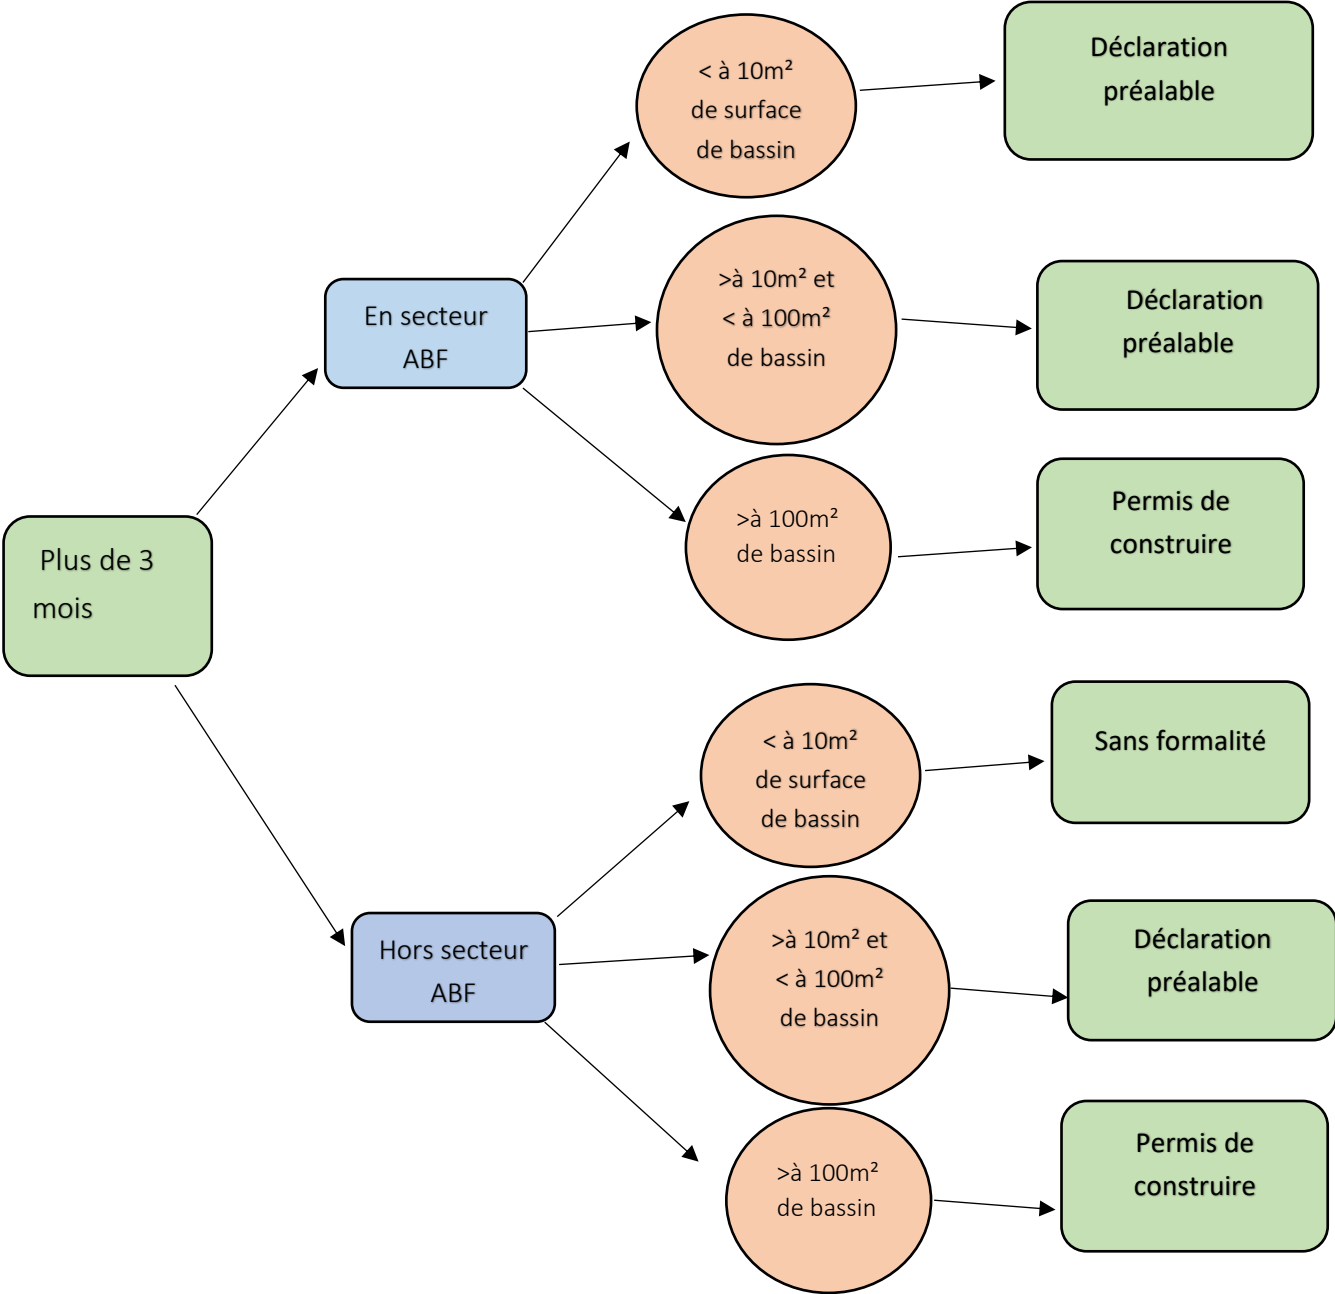 Plus de 3
mois
En secteur
ABF
< à 10m²
de surface
de bassin
Déclaration
préalable
>à 10m² et
< à 100m²
de bassin
Déclaration
préalable
>à 100m²
de bassin
Permis de
construire
Hors secteur
ABF
< à 10m²
de surface
de bassin
Sans formalité
>à 10m² et
< à 100m²
de bassin
Déclaration
préalable
>à 100m²
de bassin
Permis de
construire